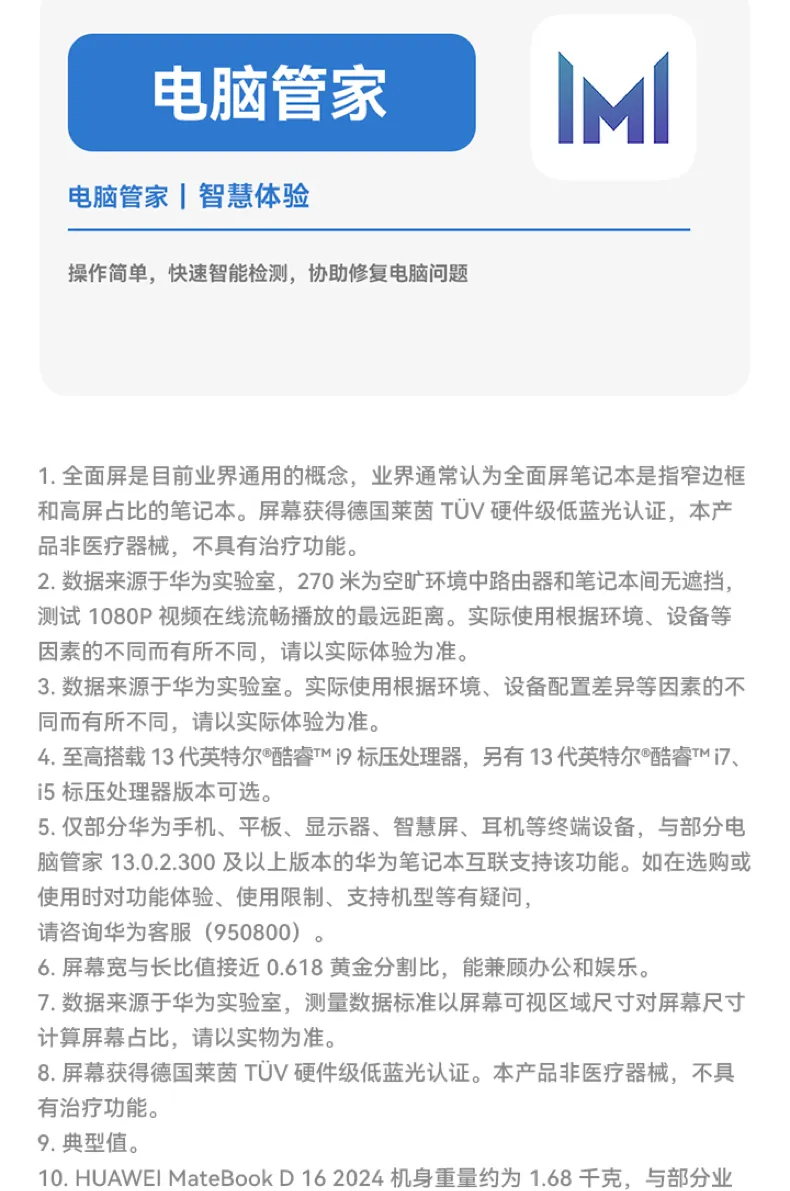 电脑管家
电脑管家 | 智慧体验
操作简单，快速智能检测，协助修复电脑问题
1. 全面屏是目前业界通用的概念，业界通常认为全面屏笔记本是指窄边框
和高屏占比的笔记本。屏幕获得德国莱茵 TÜV 硬件级低蓝光认证，本产
品非医疗器械，不具有治疗功能。
2. 数据来源于华为实验室，270 米为空旷环境中路由器和笔记本间无遮挡，
测试 1080P 视频在线流畅播放的最远距离。实际使用根据环境、设备等
因素的不同而有所不同，请以实际体验为准。
3. 数据来源于华为实验室。实际使用根据环境、设备配置差异等因素的不
同而有所不同，请以实际体验为准。
4. 至高搭载 13 代英特尔®酷睿™ i9 标压处理器，另有 13 代英特尔®酷睿™ i7、
i5 标压处理器版本可选。
5. 仅部分华为手机、平板、显示器、智慧屏、耳机等终端设备，与部分电
脑管家 13.0.2.300 及以上版本的华为笔记本互联支持该功能。如在选购或
使用时对功能体验、使用限制、支持机型等有疑问，
请咨询华为客服（950800）。
6. 屏幕宽与长比值接近 0.618 黄金分割比，能兼顾办公和娱乐。
7. 数据来源于华为实验室，测量数据标准以屏幕可视区域尺寸对屏幕尺寸
计算屏幕占比，请以实物为准。
8. 屏幕获得德国莱茵 TÜV 硬件级低蓝光认证。本产品非医疗器械，不具
有治疗功能。
9. 典型值。
10. HUAWEI MateBook D 16 2024 机身重量约为 1.68 千克，与部分业